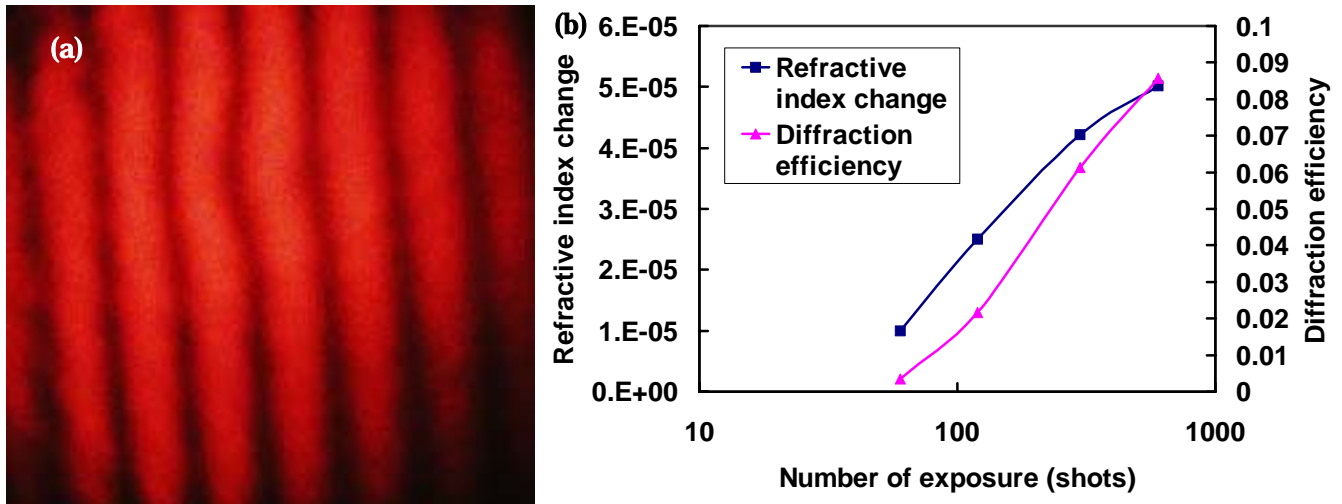 (a)
(b)
6.E-05
5.E-05
4.E-05
3.E-05
2.E-05
1.E-05
0.E+00
Refractive index change
Refractive
index change
Diffraction
efficiency
0.1
0.09
0.08
0.07
0.06
0.05
0.04
0.03
0.02
0.01
0
Diffraction efficiency
10 100 1000
Number of exposure (shots)